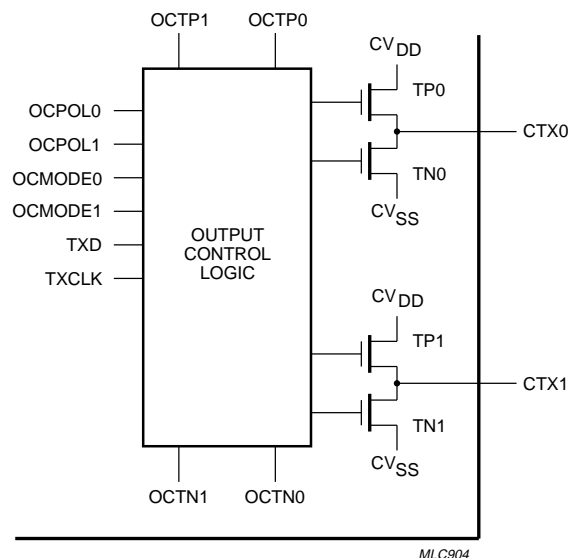 OCTP1 OCTP0
CVDD
TP0
OCPOL0
CTX0
OCPOL1
TN0
OCMODE0
CVSS
OCMODE1
TXD
OUTPUT
CONTROL
LOGIC
TXCLK
CVDD
TP1
CTX1
TN1
CVSS
OCTN1 OCTN0
MLC904